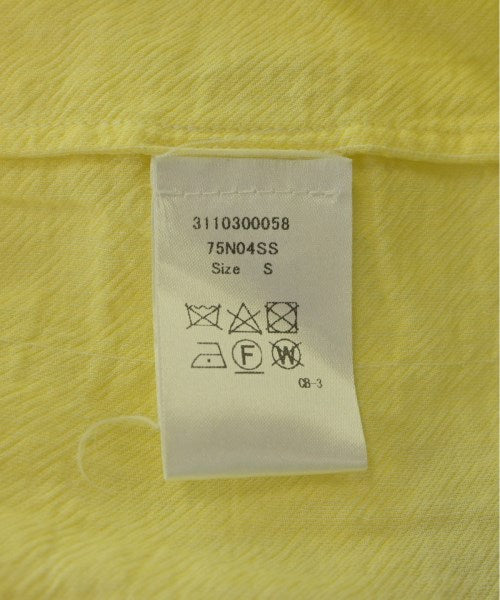 3110300058
75N04SS
Size S
F W
CB-3